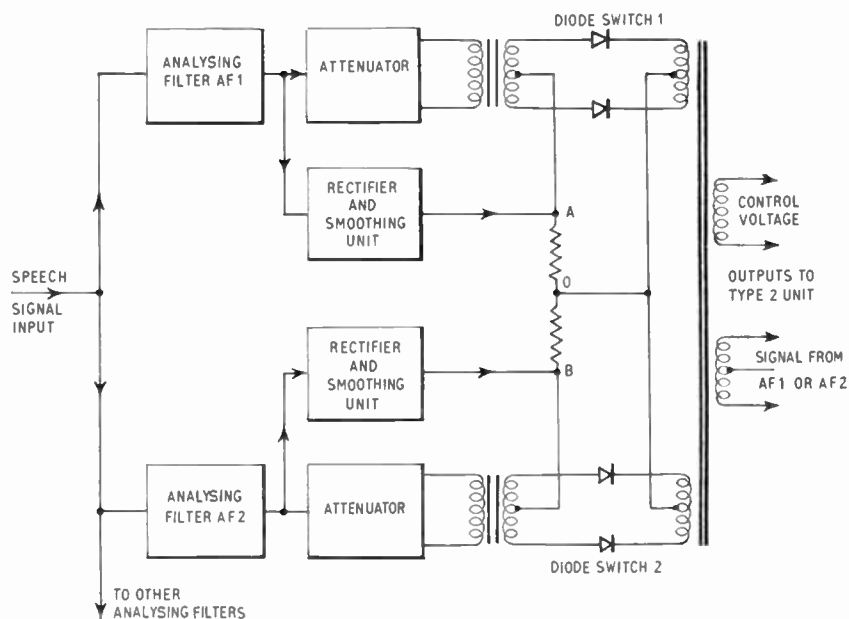 DIODE SWITCH 1
ANALYSING
FILTER AF1
ATTENUATOR
RECTIFIER
AND
SMOOTHING
UNIT
A
CONTROL
VOLTAGE
SPEECH
SIGNAL
INPUT
O
OUTPUTS TO
TYPE 2 UNIT
RECTIFIER
AND
SMOOTHING
UNIT
B
SIGNAL FROM
AF1 OR AF2
ANALYSING
FILTER AF2
ATTENUATOR
DIODE SWITCH 2
TO OTHER
ANALYSING FILTERS